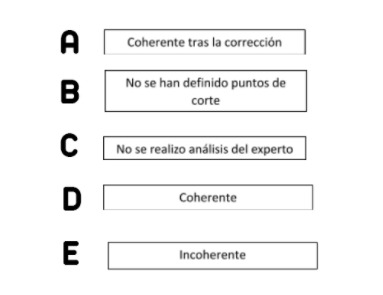 A
Coherente tras la corrección
B
No se han definido puntos de
corte
C
No se realizo análisis del experto
D
Coherente
E
Incoherente